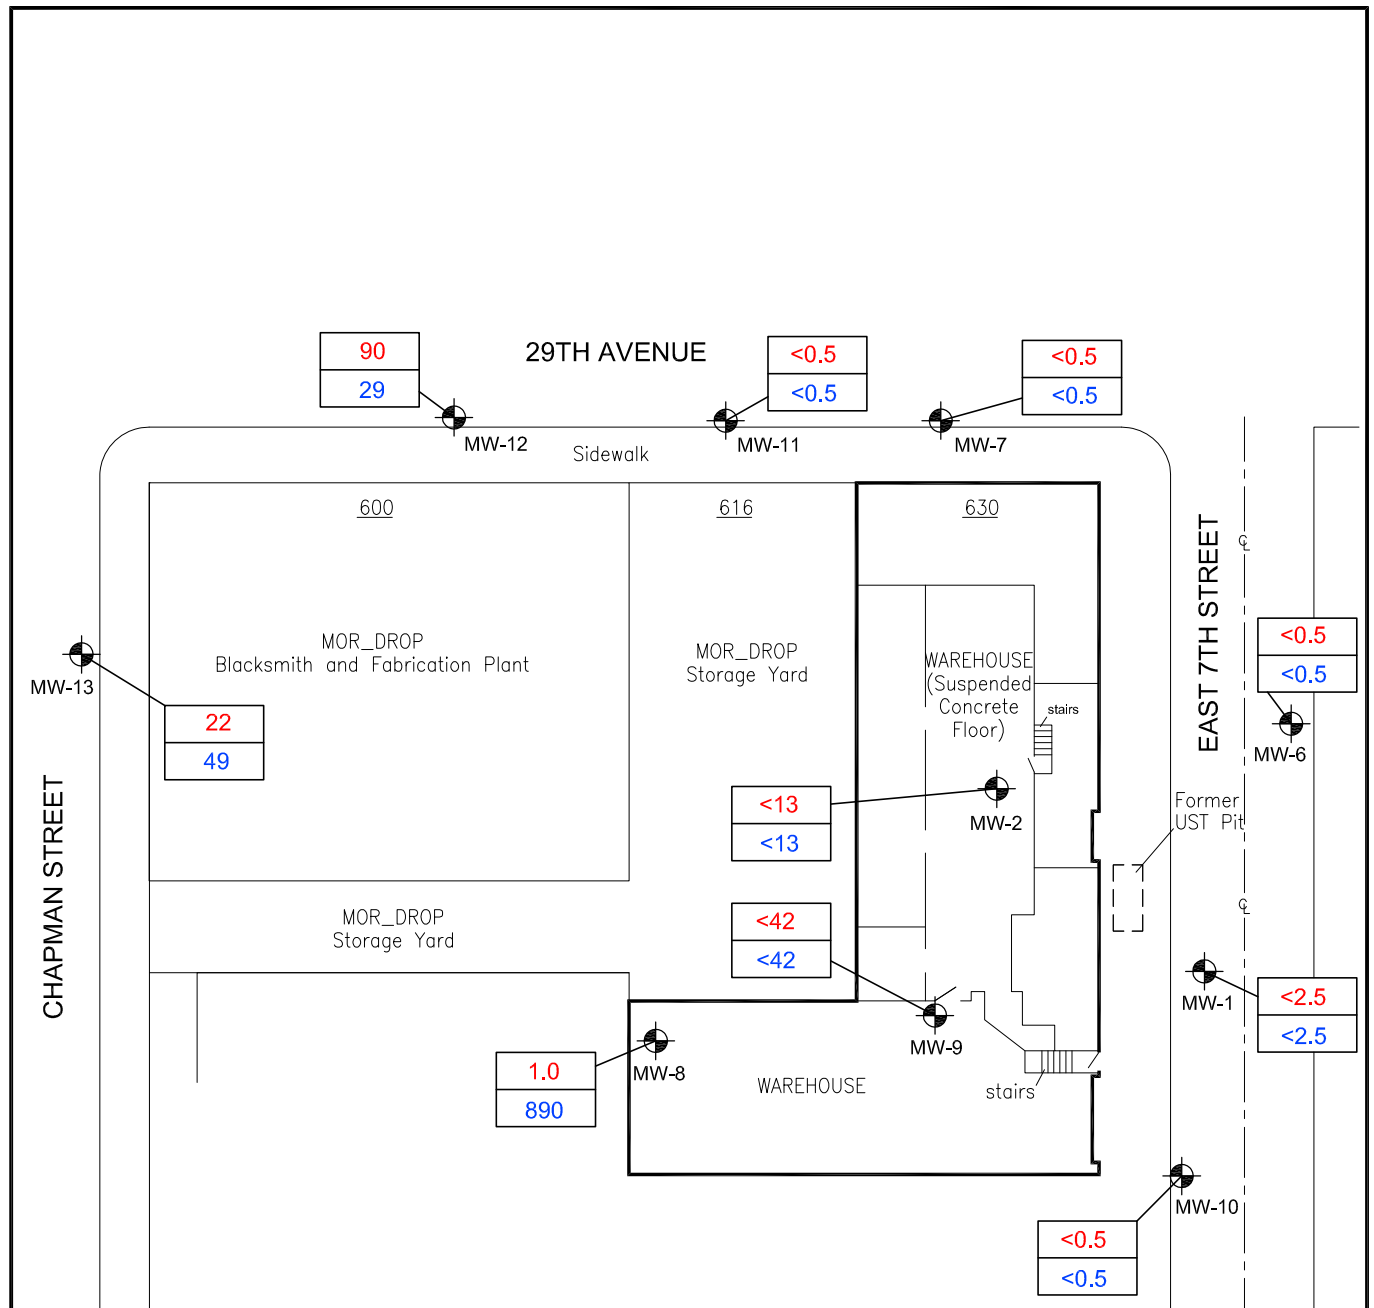 90
29
29TH AVENUE
<0.5
<0.5
<0.5
<0.5
MW-12
MW-11
MW-7
Sidewalk
600
616
630
EAST 7TH STREET
℄
MOR_DROP
Blacksmith and Fabrication Plant
MOR_DROP
Storage Yard
WAREHOUSE
(Suspended
Concrete
Floor)
stairs
<0.5
<0.5
MW-6
MW-13
22
49
<13
<13
MW-2
Former
UST Pit
CHAPMAN STREET
MOR_DROP
Storage Yard
<42
<42
℄
MW-1
<2.5
<2.5
MW-9
MW-8
1.0
890
WAREHOUSE
stairs
MW-10
<0.5
<0.5